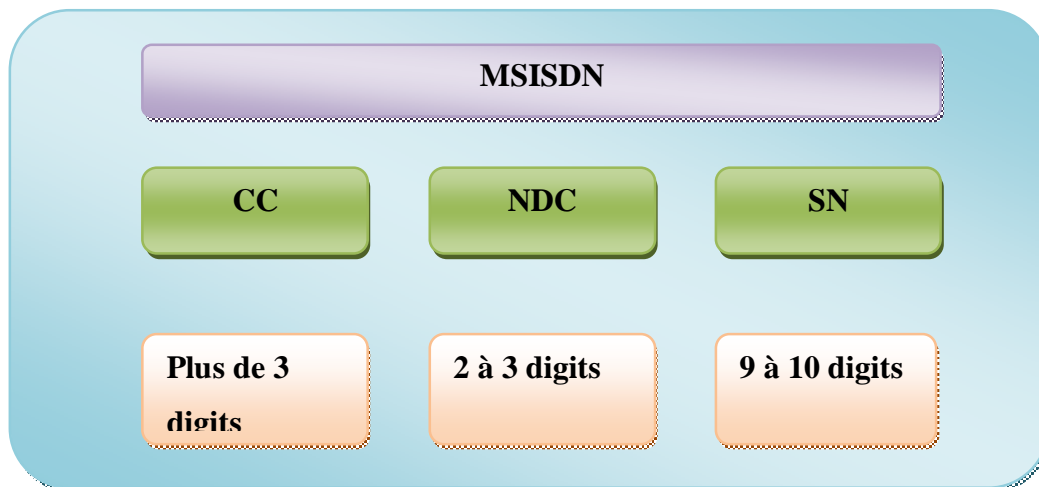 MSISDN
CC
NDC
SN
Plus de 3
digits
2 à 3 digits
9 à 10 digits